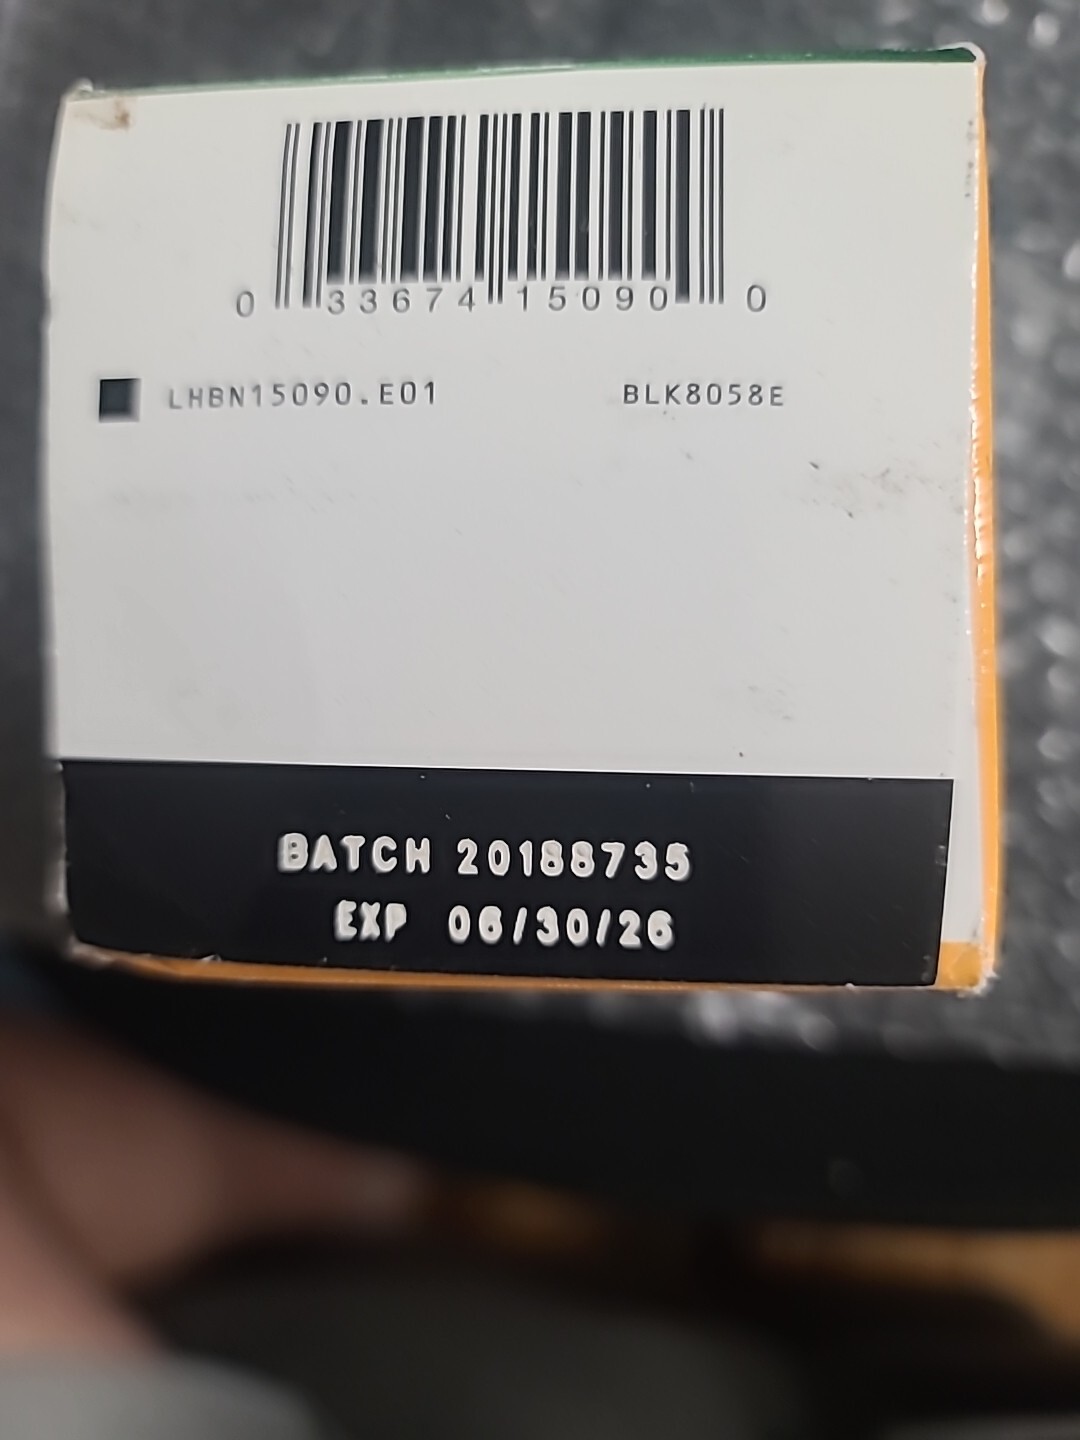 0 33674 15090 0
LHBN15090.E01 BLK8058E
BATCH 20188735
EXP 06/30/26